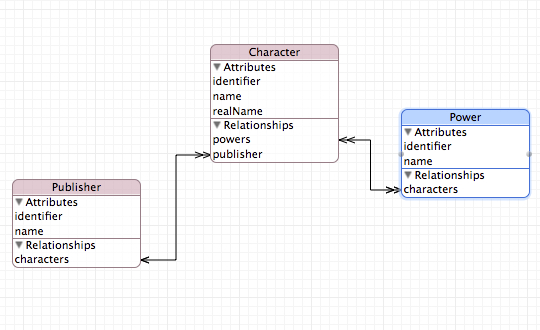 Character
Attributes
identifier
name
realName
Relationships
powers
publisher
Power
Attributes
identifier
name
Relationships
characters
Publisher
Attributes
identifier
name
Relationships
characters